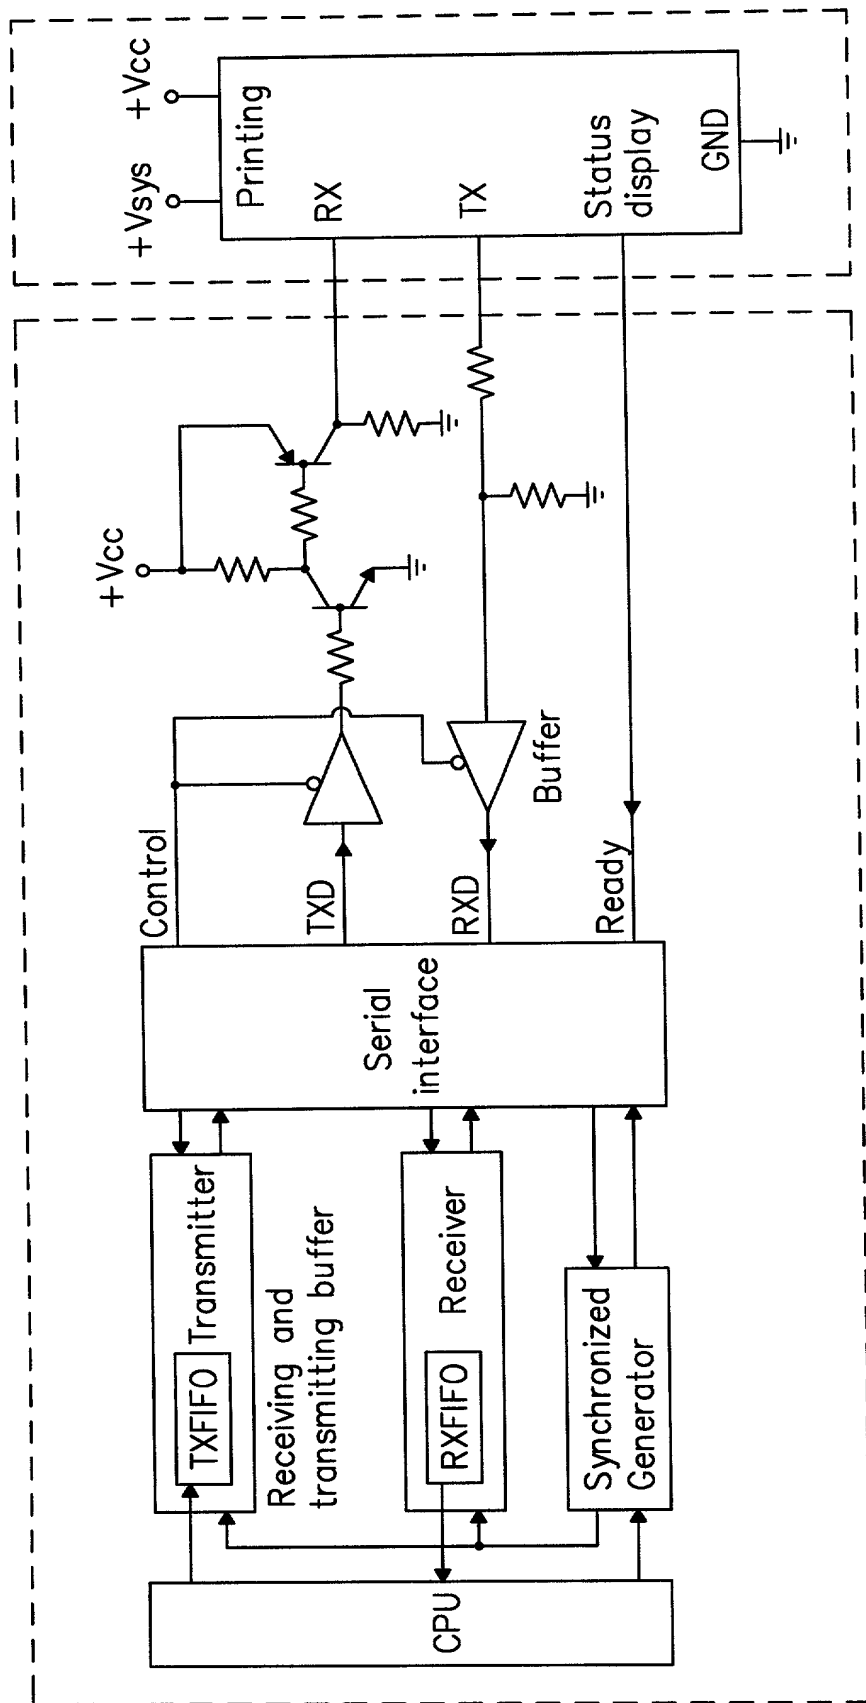 CPU
TXFIFO
Transmitter
Receiving and
transmitting buffer
RXFIFO
Receiver
Synchronized
Generator
Serial
interface
Control
TXD
RXD
Ready
Buffer
+Vcc
+Vsys
+Vcc
Printing
RX
TX
Status
display
GND